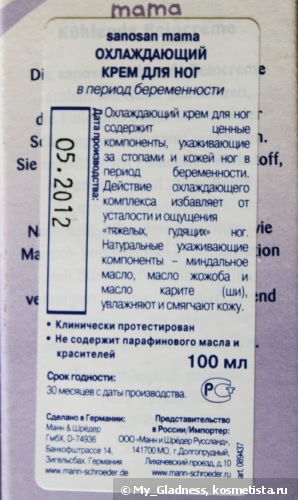 mama
sanosan mama
ОХЛАЖДАЮЩИЙ
КРЕМ ДЛЯ НОГ
в период беременности
Дата производства:
05.2012
Охлаждающий крем для ног
содержит ценные
компоненты, ухаживающие
за стопами и кожей ног в
период беременности.
Действие охлаждающего
комплекса избавляет от
усталости и ощущения
«тяжелых, гудящих» ног.
Натуральные ухаживающие
компоненты – миндальное
масло, масло жожоба и
масло карите (ши),
увлажняют и смягчают кожу.
• Клинически протестирован
• Не содержит парафинового масла и
красителей
100 мл
Срок годности:
30 месяцев с даты производства.
Сделано в Германии:
Манн & Шрёдер
ГмбХ, D-74936
Банкофштрассе 14,
Зигельсбах. Германия
www.mann-schroeder.de
Представительство
в России/Импортер:
ООО «Манн и Шрёдер Руссланд»,
141700 МО. г.Долгопрудный,
Лихачевский проезд, д.10
www.mann-schroeder.de
art. 089437
© My_Gladness, kosmetista.ru